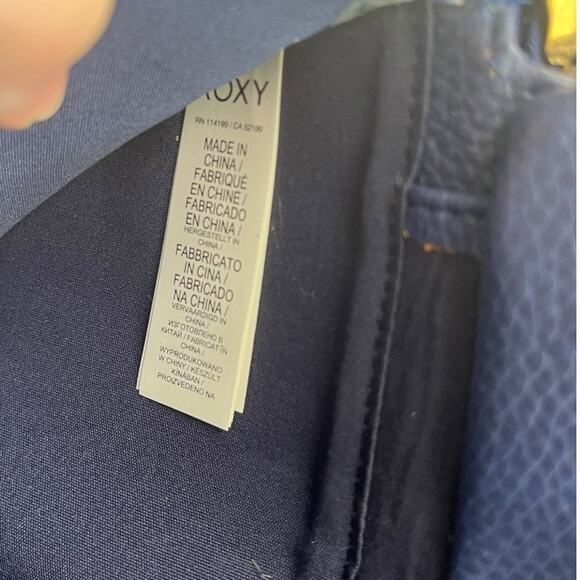 ROXY
RN 114199 / CA 52199
MADE IN
CHINA /
FABRIQUÉ
EN CHINE /
FABRICADO
EN CHINA /
HERGESTELLT IN
CHINA /
FABBRICATO
IN CINA /
FABRICADO
NA CHINA /
VERVAARDIGD IN
CHINA /
ИЗГОТОВЛЕНО В
КИТАЙ / FABRICAT ÎN
CHINA /
WYPRODUKOWANO
W CHINY / KÉSZÜLT
KÍNÁBAN /
PROIZVEDENO NA